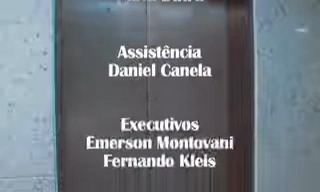 Assistência
Daniel Canela
Executivos
Emerson Montovani
Fernando Kleis